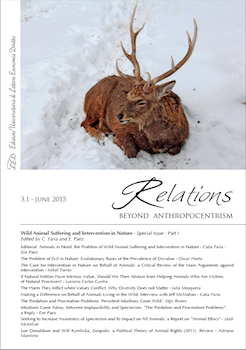 LED Edizioni Universitarie di Lettere Economia Diritto
Relations
3.1 - JUNE 2015
BEYOND ANTHROPOCENTRISM
Wild Animal Suffering and Intervention in Nature - Special Issue - Part I
Edited by C. Faria and E. Paez
Editorial. Animals in Need: the Problem of Wild Animal Suffering and Intervention in Nature - Catia Faria -
Eze Paez
The Problem of Evil in Nature: Evolutionary Bases of the Prevalence of Disvalue - Oscar Horta
The Case for Intervention in Nature on Behalf of Animals: a Critical Review of the Main Arguments against
Intervention - Mikel Torres
If Natural Entities Have Intrinsic Value, Should We Then Abstain from Helping Animals Who Are Victims
of Natural Processes? - Luciano Carlos Cunha
The Harm They Inflict when Values Conflict: Why Diversity Does not Matter - Julia Mosquera
Making a Difference on Behalf of Animals Living in the Wild: Interview with Jeff McMahan - Catia Faria
The Predation and Procreation Problems: Persistent Intuitions Gone Wild - Elijn Bruers
Intuitions Gone Astray: Between Implausibility and Speciesism. "The Predation and Procreation Problems":
a Reply - Eze Paez
Seeking to Increase Awareness of Speciesism and Its Impact on All Animals: a Report on "Animal Ethics" - Leah
McKelvie
Sue Donaldson and Will Kymlicka, Zoopolis: a Political Theory of Animal Rights (2011). Review - Adriano
Mannino